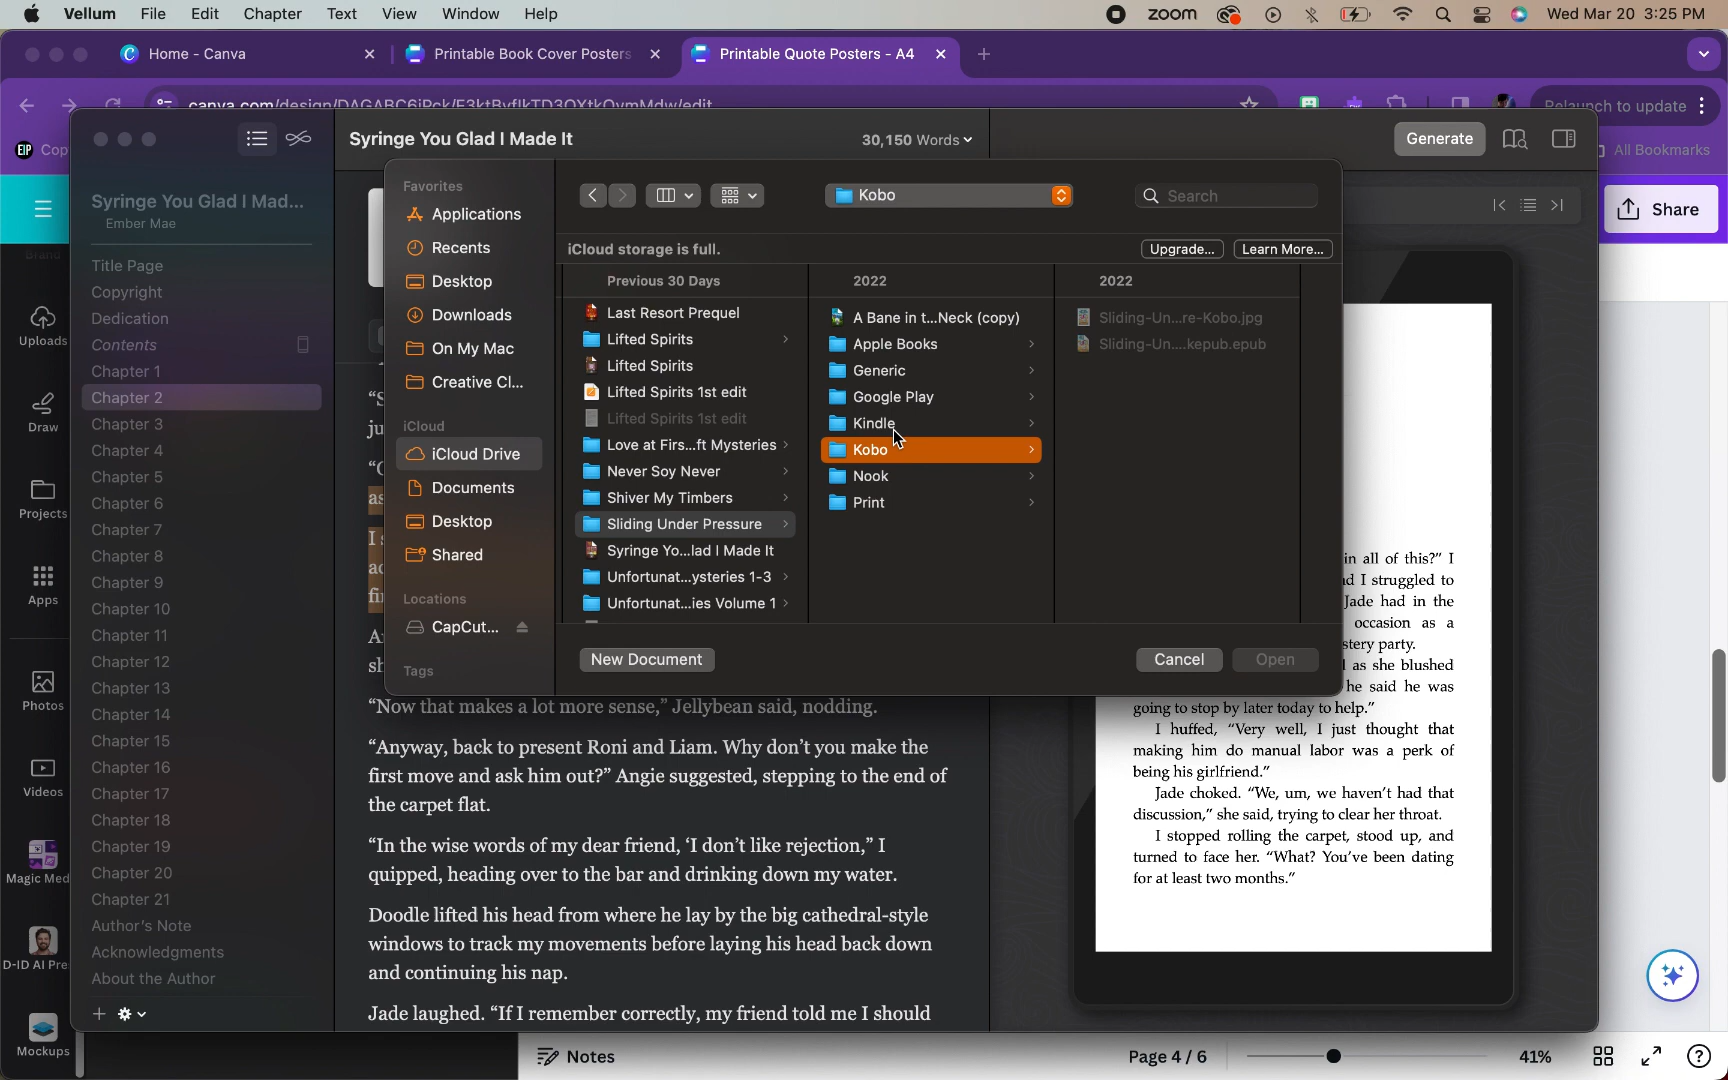 Vellum File Edit Chapter Text View Window Help zoom Wed Mar 20 3:25 PM
Home - Canva Printable Book Cover Posters Printable Quote Posters - A4
Relaunch to update
EIP Cop All Bookmarks
Syringe You Glad I Made It 30,150 Words Generate
Share
Uploads
Draw
Projects
Apps
Photos
Videos
Magic Med
D-ID AI Pre
Mockups
Syringe You Glad I Mad...
Ember Mae
Title Page
Copyright
Dedication
Contents
Chapter 1
Chapter 2
Chapter 3
Chapter 4
Chapter 5
Chapter 6
Chapter 7
Chapter 8
Chapter 9
Chapter 10
Chapter 11
Chapter 12
Chapter 13
Chapter 14
Chapter 15
Chapter 16
Chapter 17
Chapter 18
Chapter 19
Chapter 20
Chapter 21
Author's Note
Acknowledgments
About the Author
Favorites
Applications
Recents
Desktop
Downloads
On My Mac
Creative Cl...
iCloud
iCloud Drive
Documents
Desktop
Shared
Locations
CapCut...
Tags
Kobo Search
iCloud storage is full. Upgrade... Learn More...
Previous 30 Days
Last Resort Prequel
Lifted Spirits
Lifted Spirits
Lifted Spirits 1st edit
Lifted Spirits 1st edit
Love at Firs...ft Mysteries
Never Soy Never
Shiver My Timbers
Sliding Under Pressure
Syringe Yo...lad I Made It
Unfortunat...ysteries 1-3
Unfortunat...ies Volume 1
2022
A Bane in t...Neck (copy)
Apple Books
Generic
Google Play
Kindle
Kobo
Nook
Print
2022
Sliding-Un...re-Kobo.jpg
Sliding-Un....kepub.epub
New Document Cancel Open
“Now that makes a lot more sense,” Jellybean said, nodding.
“Anyway, back to present Roni and Liam. Why don’t you make the
first move and ask him out?” Angie suggested, stepping to the end of
the carpet flat.
“In the wise words of my dear friend, ‘I don’t like rejection,” I
quipped, heading over to the bar and drinking down my water.
Doodle lifted his head from where he lay by the big cathedral-style
windows to track my movements before laying his head back down
and continuing his nap.
Jade laughed. “If I remember correctly, my friend told me I should
in all of this?” I
I struggled to
Jade had in the
occasion as a
stery party.
as she blushed
he said he was
going to stop by later today to help.”
I huffed, “Very well, I just thought that
making him do manual labor was a perk of
being his girlfriend.”
Jade choked. “We, um, we haven’t had that
discussion,” she said, trying to clear her throat.
I stopped rolling the carpet, stood up, and
turned to face her. “What? You’ve been dating
for at least two months.”
Notes Page 4 / 6 41%